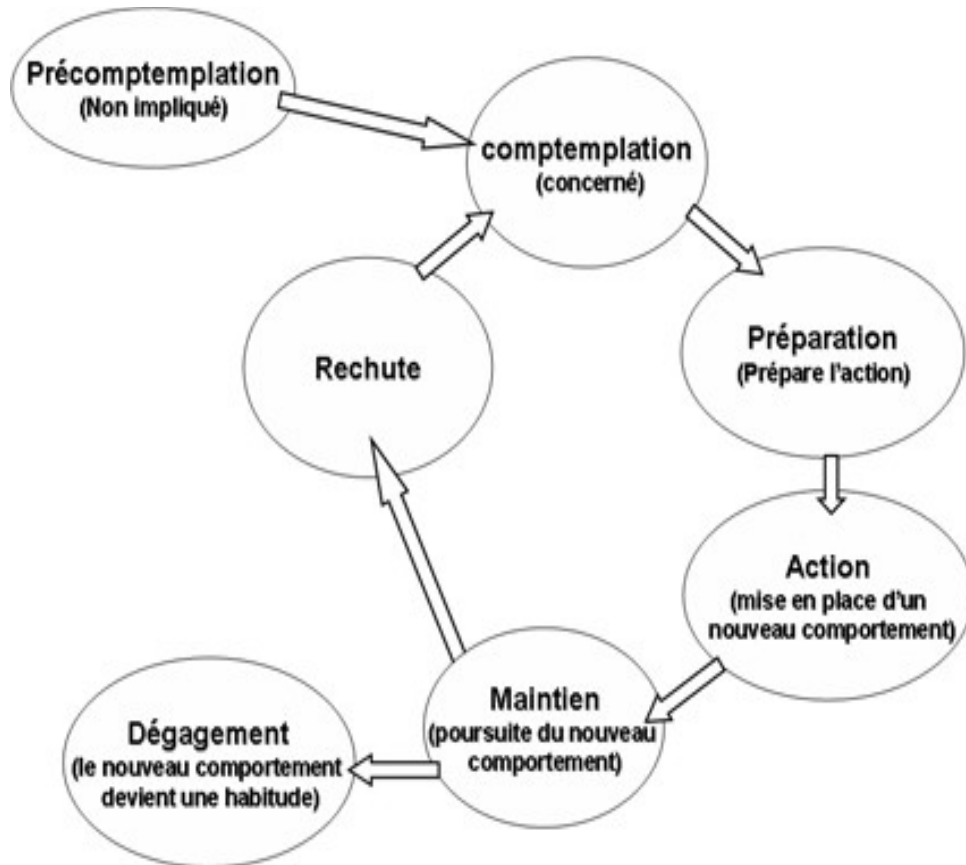 Précomptemplation
(Non impliqué)
comptemplation
(concerné)
Préparation
(Prépare l'action)
Rechute
Action
(mise en place d'un
nouveau comportement)
Maintien
(poursuite du nouveau
comportement)
Dégagement
(le nouveau comportement
devient une habitude)